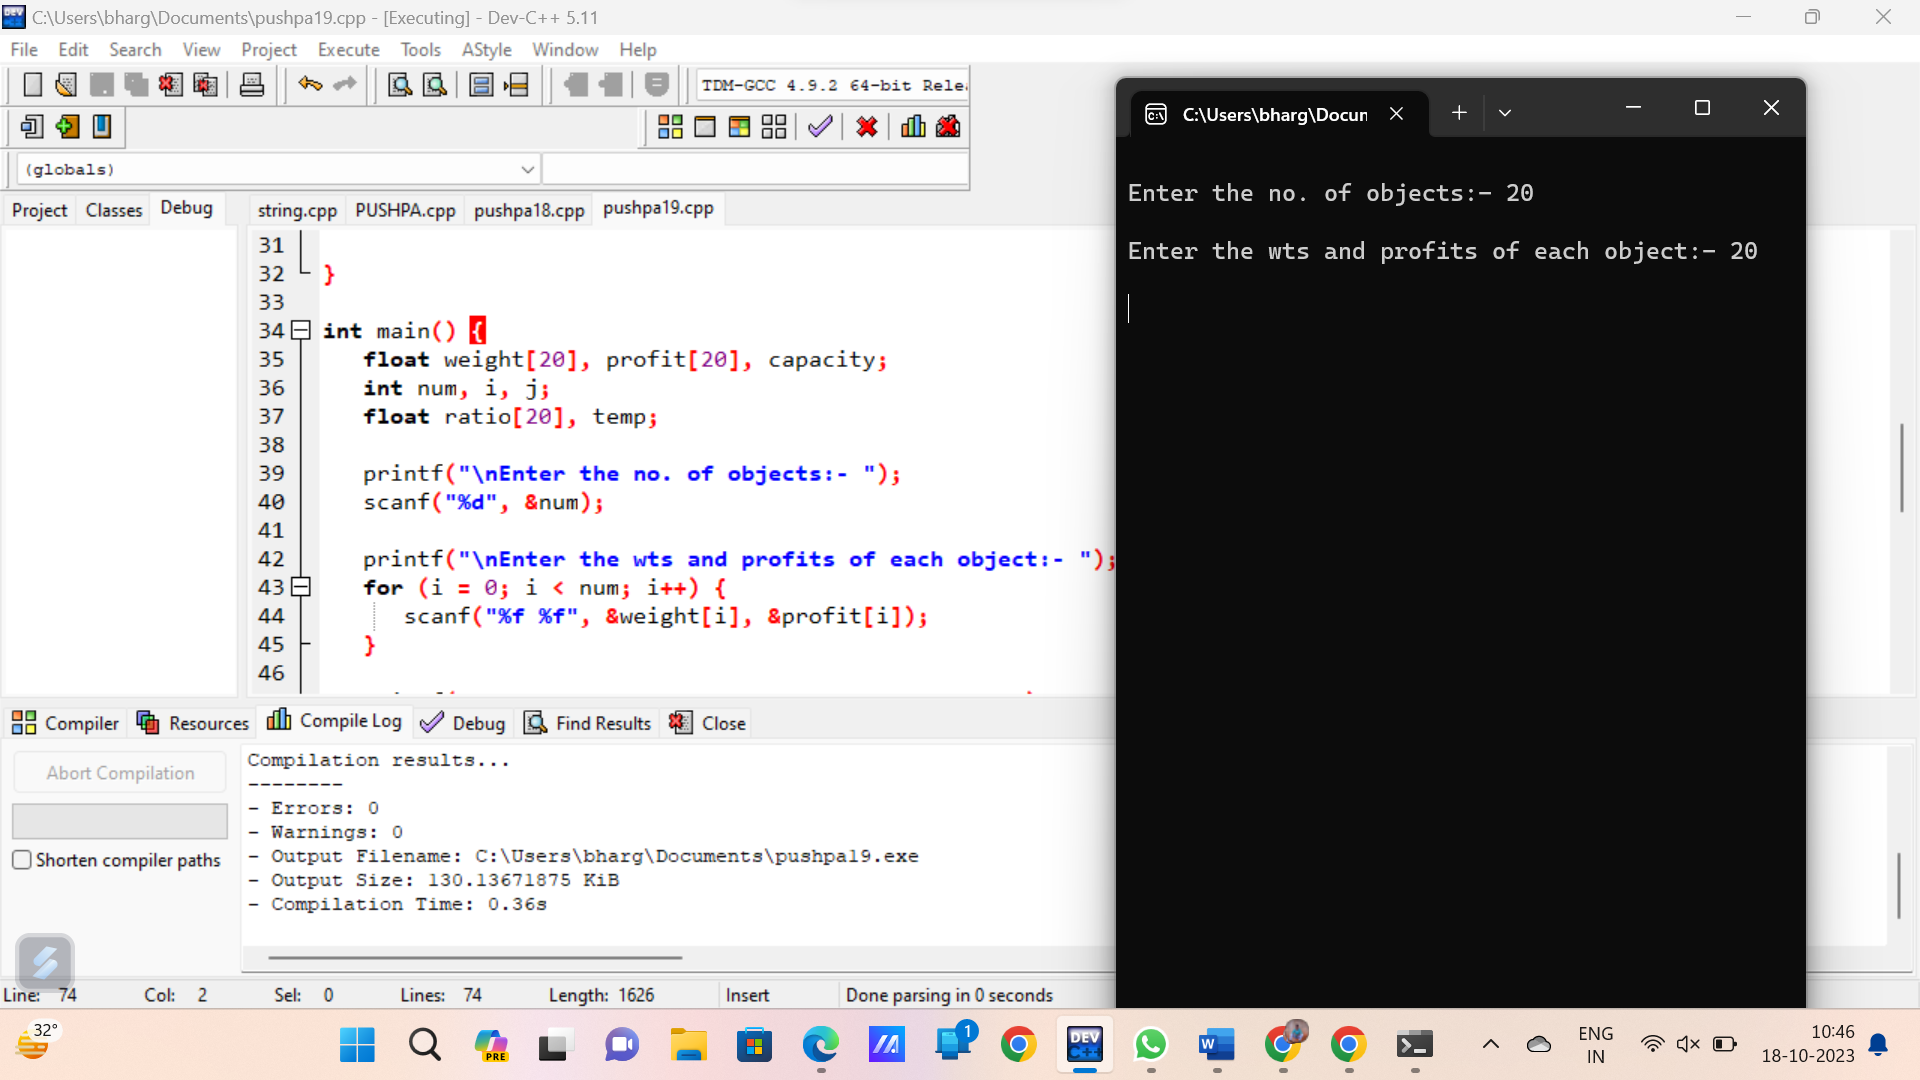 C:\Users\bharg\Documents\pushpa19.cpp - [Executing] - Dev-C++ 5.11
File Edit Search View Project Execute Tools AStyle Window Help
TDM-GCC 4.9.2 64-bit Rele
(globals)
Project Classes Debug
string.cpp PUSHPA.cpp pushpa18.cpp pushpa19.cpp
31
32 }
33
34 int main() {
35 float weight[20], profit[20], capacity;
36 int num, i, j;
37 float ratio[20], temp;
38
39 printf("\nEnter the no. of objects:- ");
40 scanf("%d", &num);
41
42 printf("\nEnter the wts and profits of each object:- ");
43 for (i = 0; i < num; i++) {
44 scanf("%f %f", &weight[i], &profit[i]);
45 }
46
C:\Users\bharg\Docun
Enter the no. of objects:- 20
Enter the wts and profits of each object:- 20
Compiler Resources Compile Log Debug Find Results Close
Abort Compilation
Shorten compiler paths
Compilation results...
--------
- Errors: 0
- Warnings: 0
- Output Filename: C:\Users\bharg\Documents\pushpa19.exe
- Output Size: 130.13671875 KiB
- Compilation Time: 0.36s
Line: 74 Col: 2 Sel: 0 Lines: 74 Length: 1626 Insert Done parsing in 0 seconds
32°
PRE
1
DEV
C++
W
ENG
IN
10:46
18-10-2023